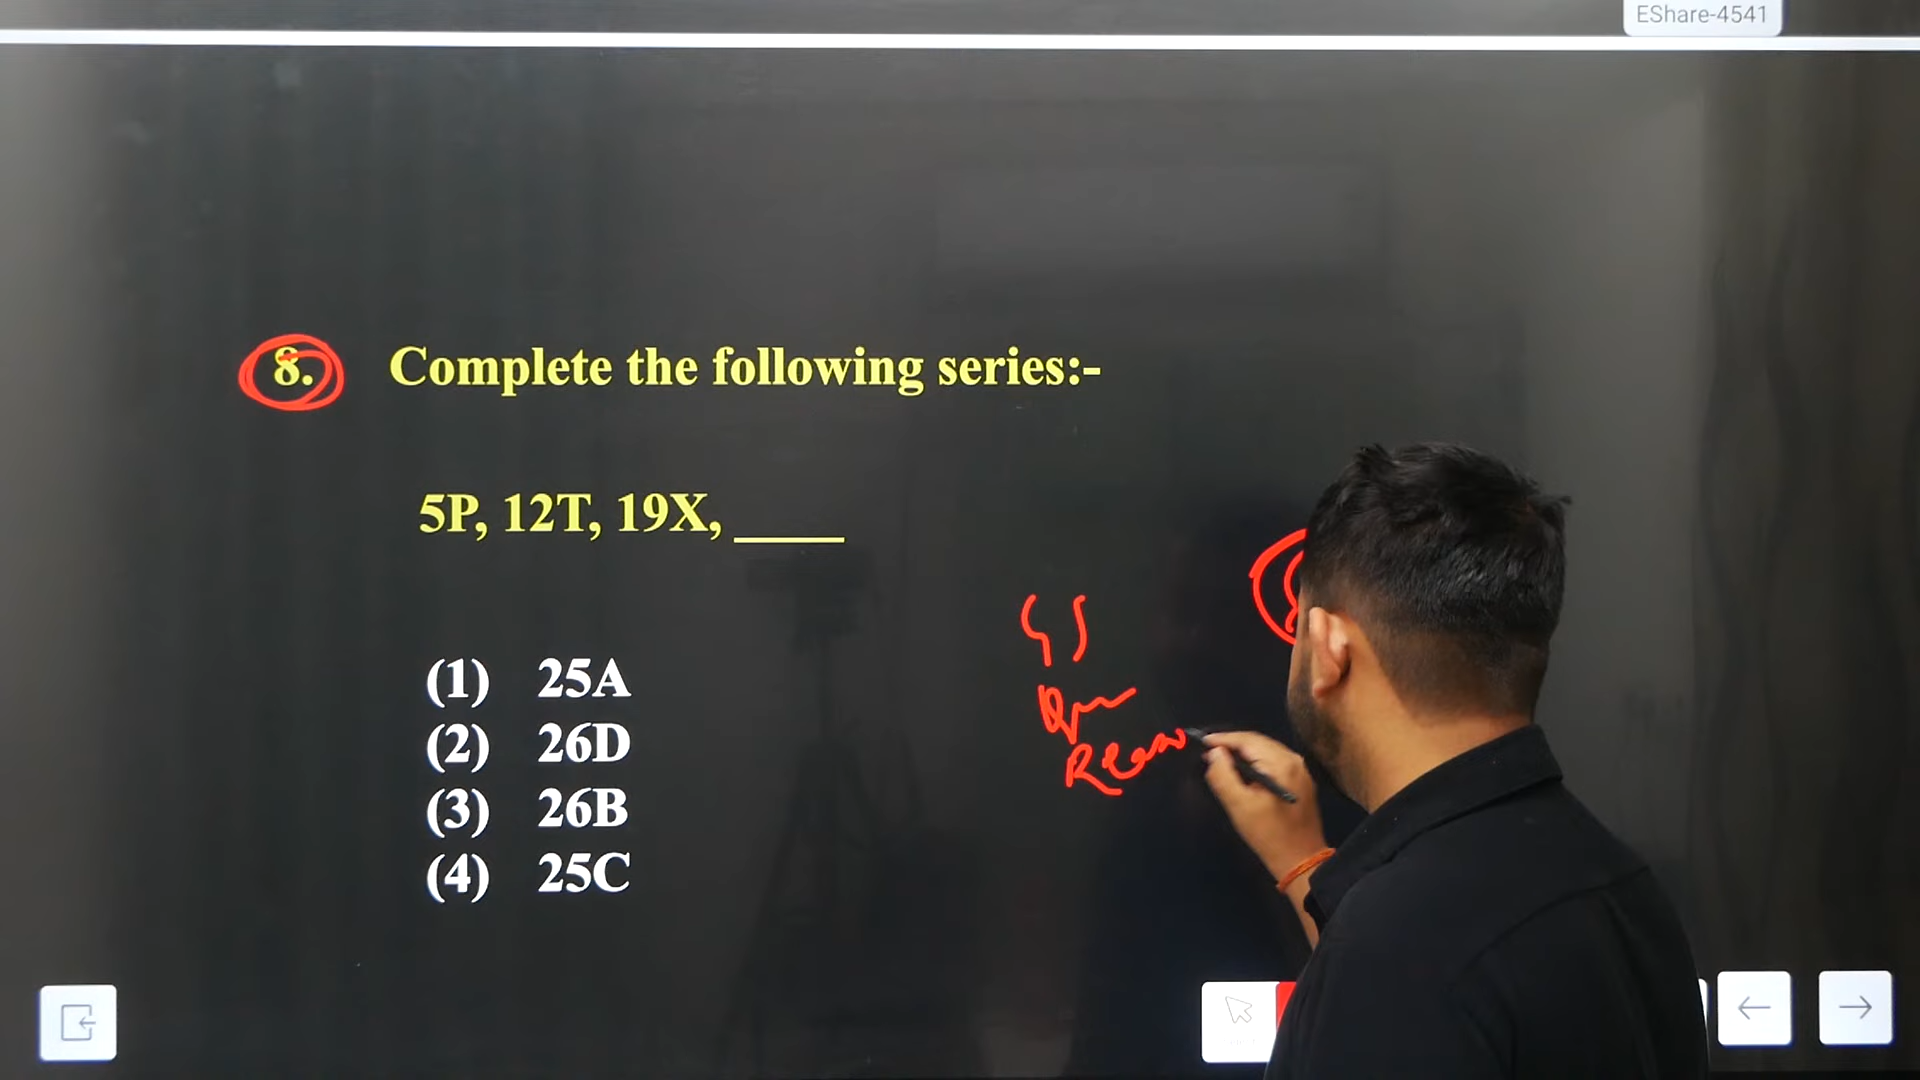 EShare-4541
8. Complete the following series:-
5P, 12T, 19X, ____
(1) 25A
(2) 26D
(3) 26B
(4) 25C